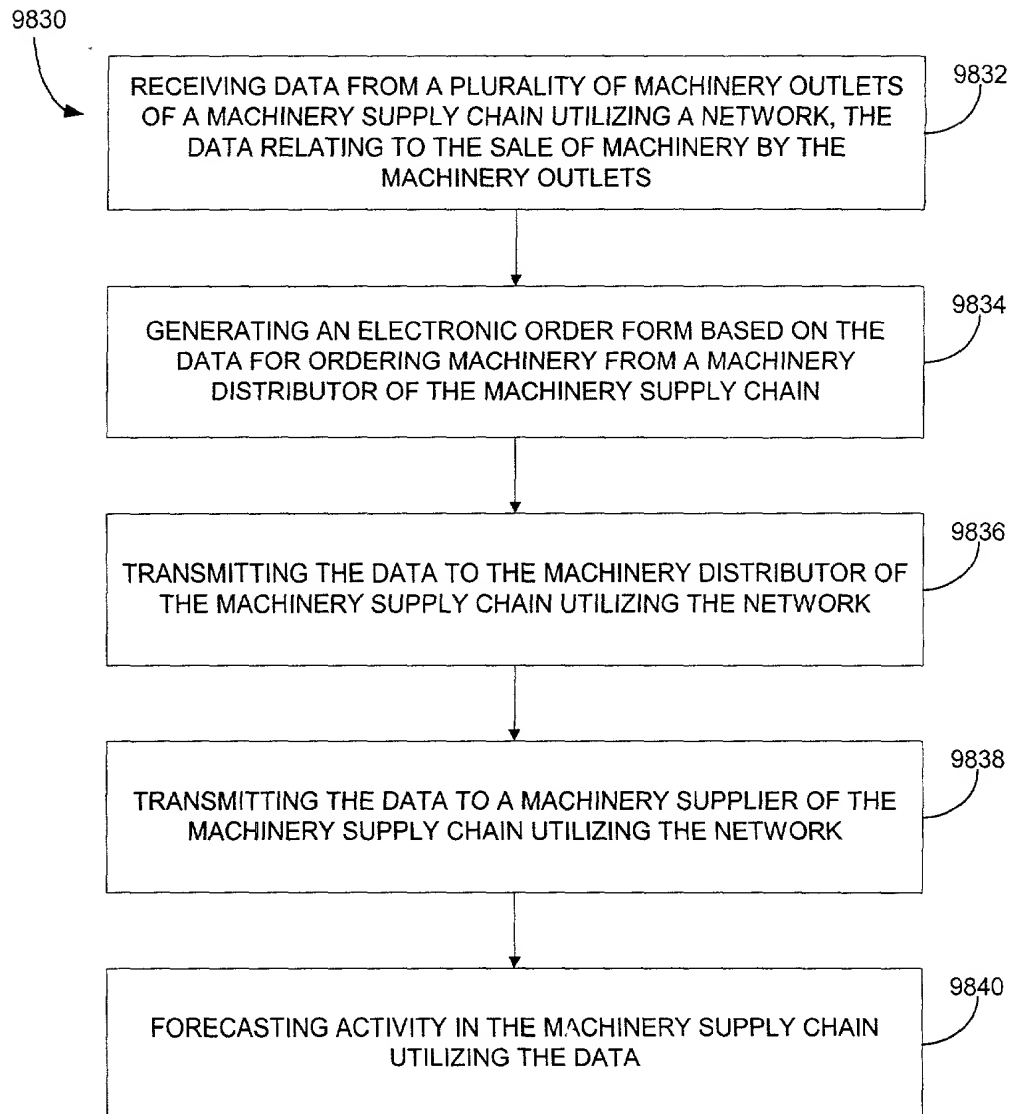 9830
RECEIVING DATA FROM A PLURALITY OF MACHINERY OUTLETS
OF A MACHINERY SUPPLY CHAIN UTILIZING A NETWORK, THE
DATA RELATING TO THE SALE OF MACHINERY BY THE
MACHINERY OUTLETS
9832
GENERATING AN ELECTRONIC ORDER FORM BASED ON THE
DATA FOR ORDERING MACHINERY FROM A MACHINERY
DISTRIBUTOR OF THE MACHINERY SUPPLY CHAIN
9834
TRANSMITTING THE DATA TO THE MACHINERY DISTRIBUTOR OF
THE MACHINERY SUPPLY CHAIN UTILIZING THE NETWORK
9836
TRANSMITTING THE DATA TO A MACHINERY SUPPLIER OF THE
MACHINERY SUPPLY CHAIN UTILIZING THE NETWORK
9838
FORECASTING ACTIVITY IN THE MACHINERY SUPPLY CHAIN
UTILIZING THE DATA
9840